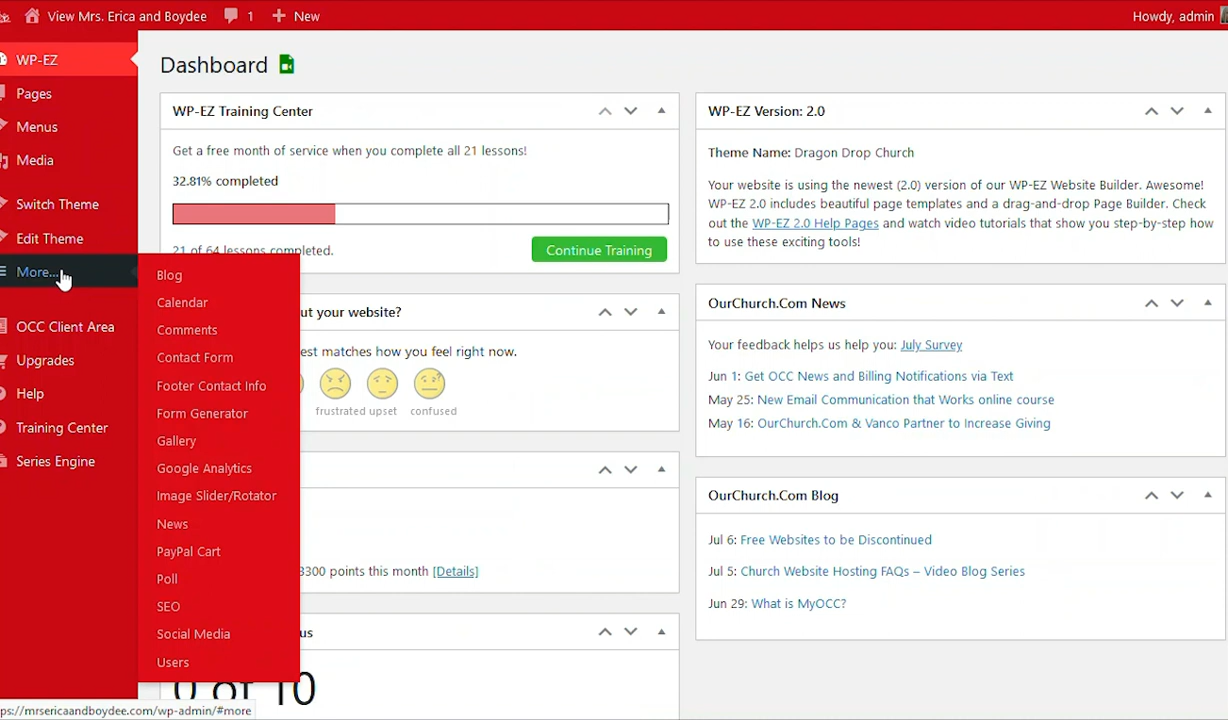 View Mrs. Erica and Boydee
1
New
Howdy, admin
WP-EZ
Pages
Menus
Media
Switch Theme
Edit Theme
More...
OCC Client Area
Upgrades
Help
Training Center
Series Engine
Blog
Calendar
Comments
Contact Form
Footer Contact Info
Form Generator
Gallery
Google Analytics
Image Slider/Rotator
News
PayPal Cart
Poll
SEO
Social Media
Users
Dashboard
WP-EZ Training Center
Get a free month of service when you complete all 21 lessons!
32.81% completed
21 of 64 lessons completed.
Continue Training
ut your website?
est matches how you feel right now.
frustrated upset confused
3300 points this month [Details]
us
0 of 10
WP-EZ Version: 2.0
Theme Name: Dragon Drop Church
Your website is using the newest (2.0) version of our WP-EZ Website Builder. Awesome!
WP-EZ 2.0 includes beautiful page templates and a drag-and-drop Page Builder. Check
out the WP-EZ 2.0 Help Pages and watch video tutorials that show you step-by-step how
to use these exciting tools!
OurChurch.Com News
Your feedback helps us help you: July Survey
Jun 1: Get OCC News and Billing Notifications via Text
May 25: New Email Communication that Works online course
May 16: OurChurch.Com & Vanco Partner to Increase Giving
OurChurch.Com Blog
Jul 6: Free Websites to be Discontinued
Jul 5: Church Website Hosting FAQs – Video Blog Series
Jun 29: What is MyOCC?
ps://mrsericaandboydee.com/wp-admin/#more